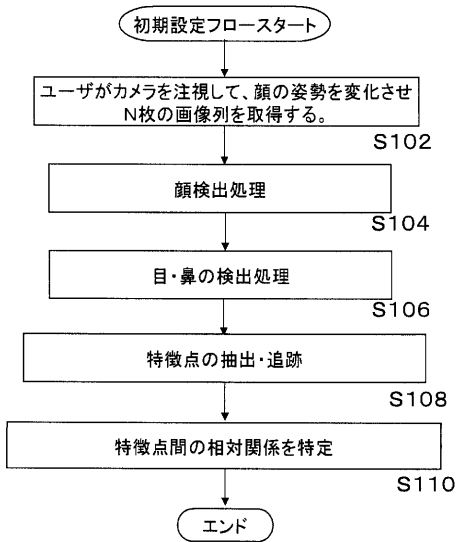 初期設定フロースタート
ユーザがカメラを注視して、顔の姿勢を変化させ
N枚の画像列を取得する。
S102
顔検出処理
S104
目・鼻の検出処理
S106
特徴点の抽出・追跡
S108
特徴点間の相対関係を特定
S110
エンド